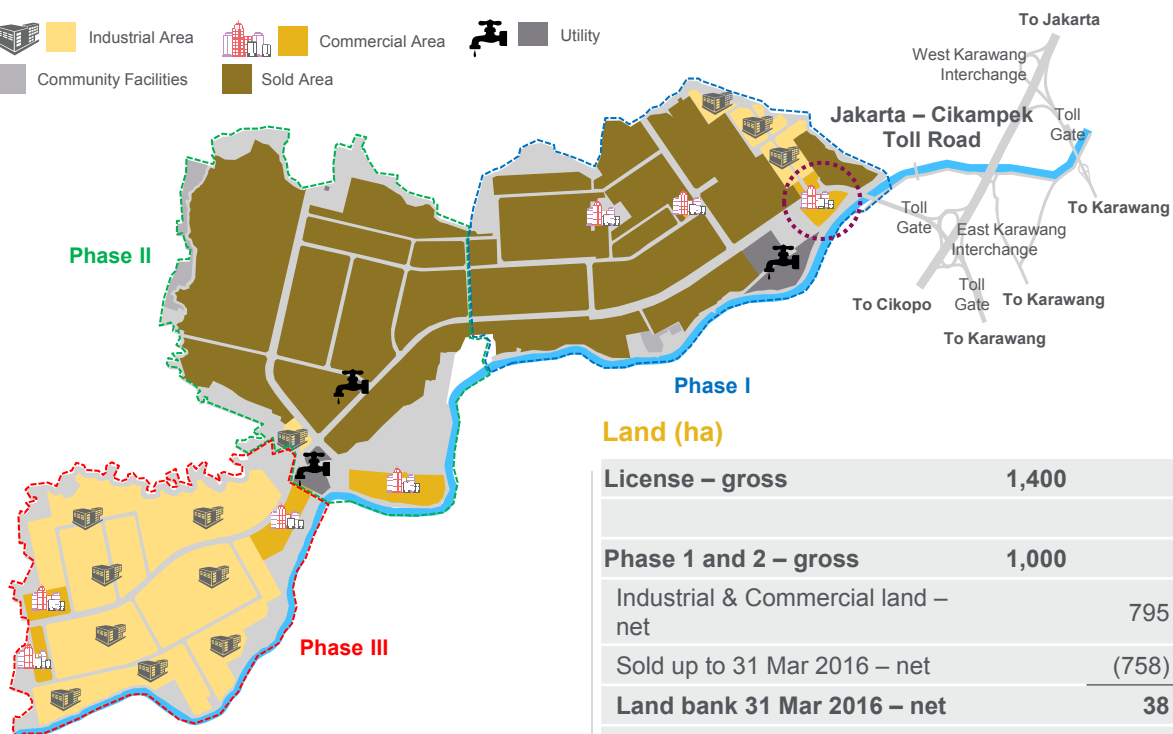 Industrial Area
Commercial Area
Utility
Community Facilities
Sold Area
To Jakarta
West Karawang
Interchange
Jakarta – Cikampek
Toll Road
Toll
Gate
To Karawang
Toll
Gate
East Karawang
Interchange
Toll
Gate
To Karawang
To Cikopo
To Karawang
Phase II
Phase I
Phase III
Land (ha)
License – gross 1,400
Phase 1 and 2 – gross 1,000
Industrial & Commercial land –
net 795
Sold up to 31 Mar 2016 – net (758)
Land bank 31 Mar 2016 – net 38